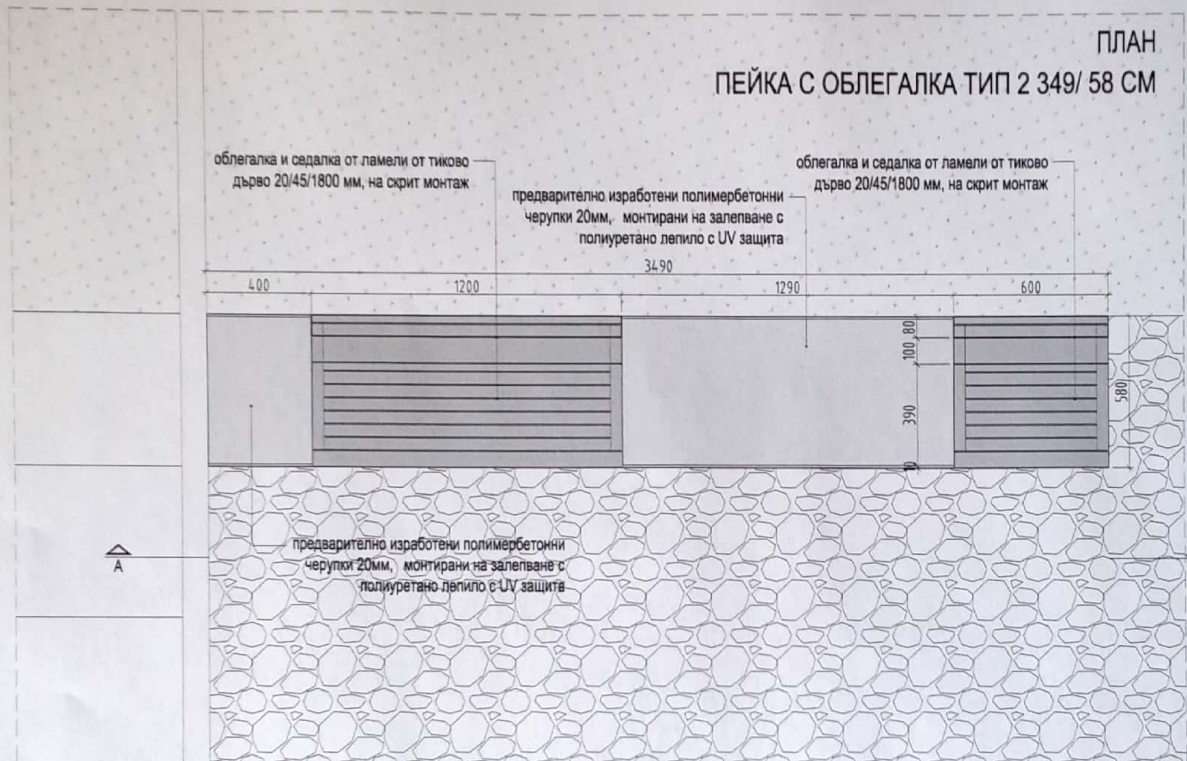 ПЛАН
ПЕЙКА С ОБЛЕГАЛКА ТИП 2 349/ 58 СМ
облегалка и седалка от ламели от тиково
дърво 20/45/1800 мм, на скрит монтаж
предварително изработени полимербетонни
черупки 20мм, монтирани на залепване с
полиуретано лепило с UV защита
облегалка и седалка от ламели от тиково
дърво 20/45/1800 мм, на скрит монтаж
3490
400
1200
1290
600
80
100
390
10
580
A
предварително изработени полимербетонни
черупки 20мм, монтирани на залепване с
полиуретано лепило с UV защита